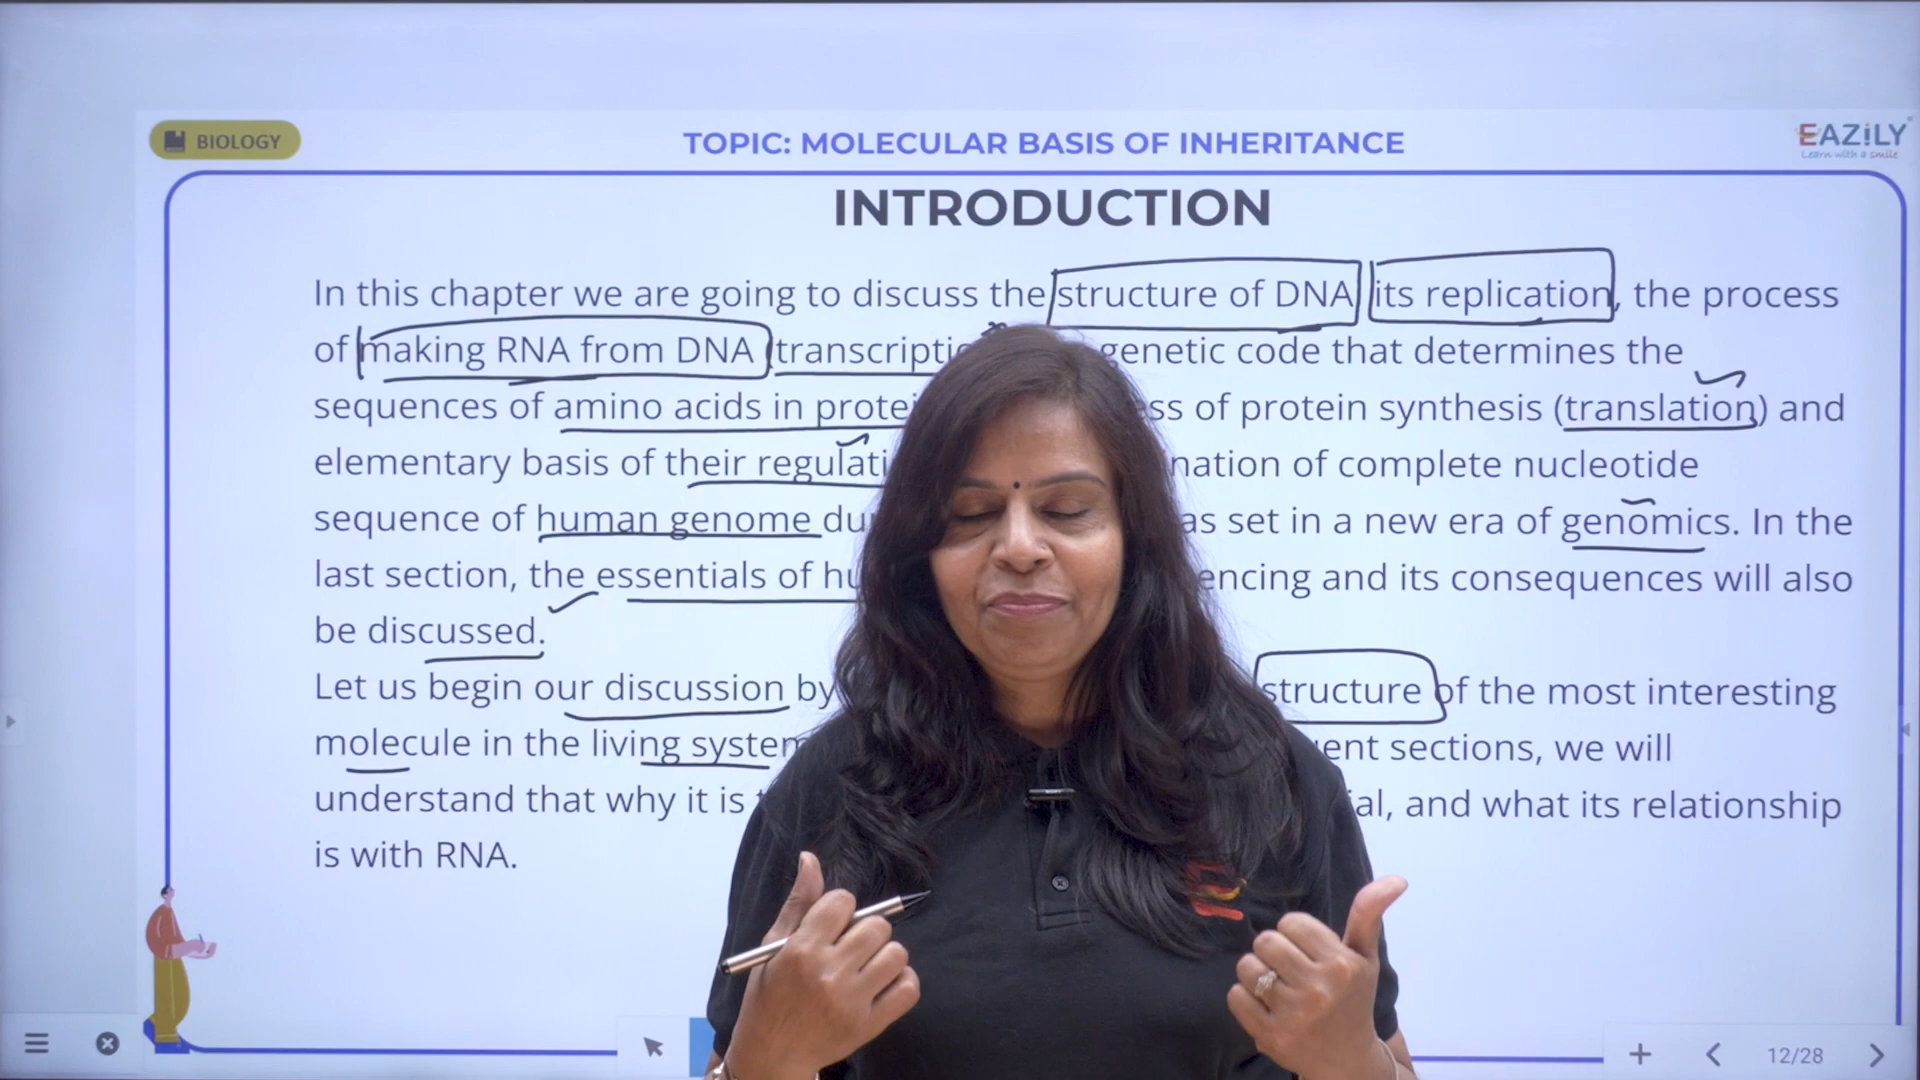 BIOLOGY
TOPIC: MOLECULAR BASIS OF INHERITANCE
EAZiLY
Learn with a smile
INTRODUCTION
In this chapter we are going to discuss the structure of DNA its replication, the process
of making RNA from DNA (transcripti genetic code that determines the
sequences of amino acids in protei ss of protein synthesis (translation) and
elementary basis of their regulati nation of complete nucleotide
sequence of human genome du as set in a new era of genomics. In the
last section, the essentials of hu encing and its consequences will also
be discussed.
Let us begin our discussion by structure of the most interesting
molecule in the living system ent sections, we will
understand that why it is ial, and what its relationship
is with RNA.
12/28